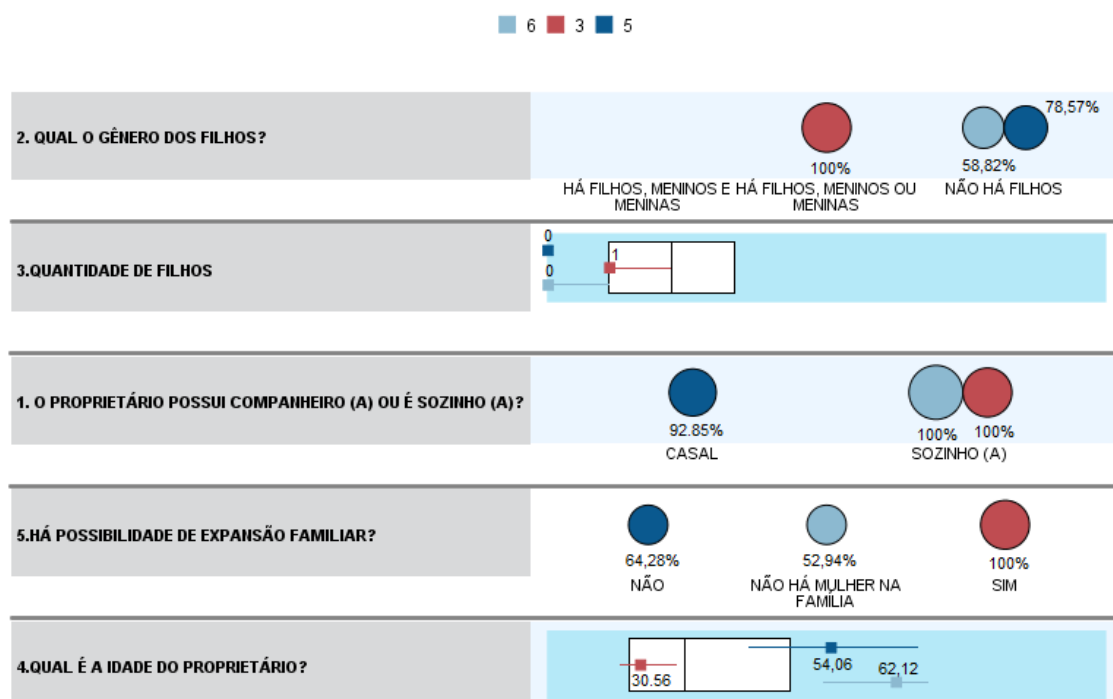 6 3 5
2. QUAL O GÊNERO DOS FILHOS?
78,57%
100%
58,82%
HÁ FILHOS, MENINOS E
MENINAS
HÁ FILHOS, MENINOS OU
MENINAS
NÃO HÁ FILHOS
3.QUANTIDADE DE FILHOS
0
1
0
1. O PROPRIETÁRIO POSSUI COMPANHEIRO (A) OU É SOZINHO (A)?
92.85%
100%
100%
CASAL
SOZINHO (A)
5.HÁ POSSIBILIDADE DE EXPANSÃO FAMILIAR?
64,28%
52,94%
100%
NÃO
NÃO HÁ MULHER NA
FAMÍLIA
SIM
4.QUAL É A IDADE DO PROPRIETÁRIO?
30.56
54,06
62,12